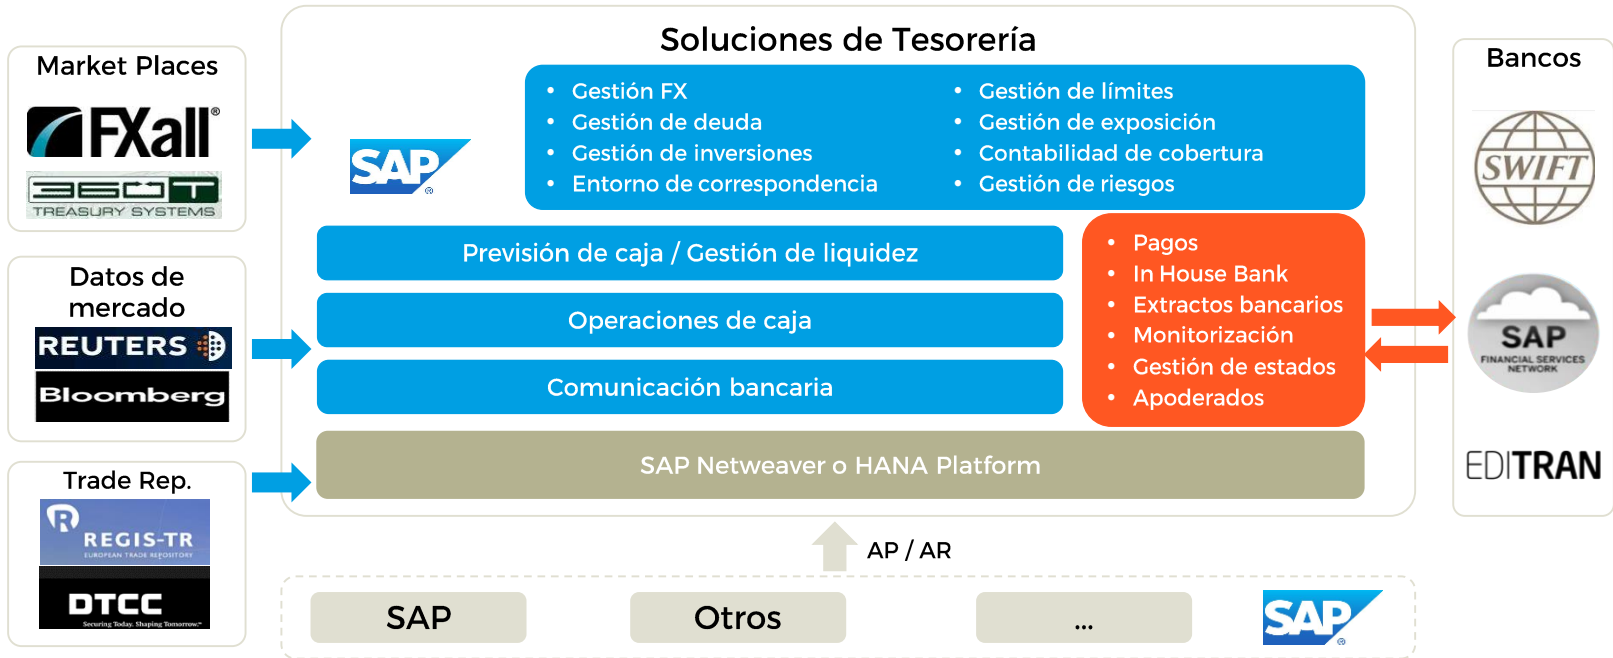 Soluciones de Tesorería
Market Places
FXall®
360T
TREASURY SYSTEMS
Datos de
mercado
REUTERS
Bloomberg
Trade Rep.
R
REGIS-TR
EUROPEAN TRADE REPOSITORY
DTCC
Securing Today. Shaping Tomorrow.™
SAP®
• Gestión FX
• Gestión de deuda
• Gestión de inversiones
• Entorno de correspondencia
• Gestión de límites
• Gestión de exposición
• Contabilidad de cobertura
• Gestión de riesgos
Previsión de caja / Gestión de liquidez
Operaciones de caja
Comunicación bancaria
• Pagos
• In House Bank
• Extractos bancarios
• Monitorización
• Gestión de estados
• Apoderados
SAP Netweaver o HANA Platform
Bancos
SWIFT
SAP
FINANCIAL SERVICES
NETWORK
EDITRAN
AP / AR
SAP
Otros
...
SAP®